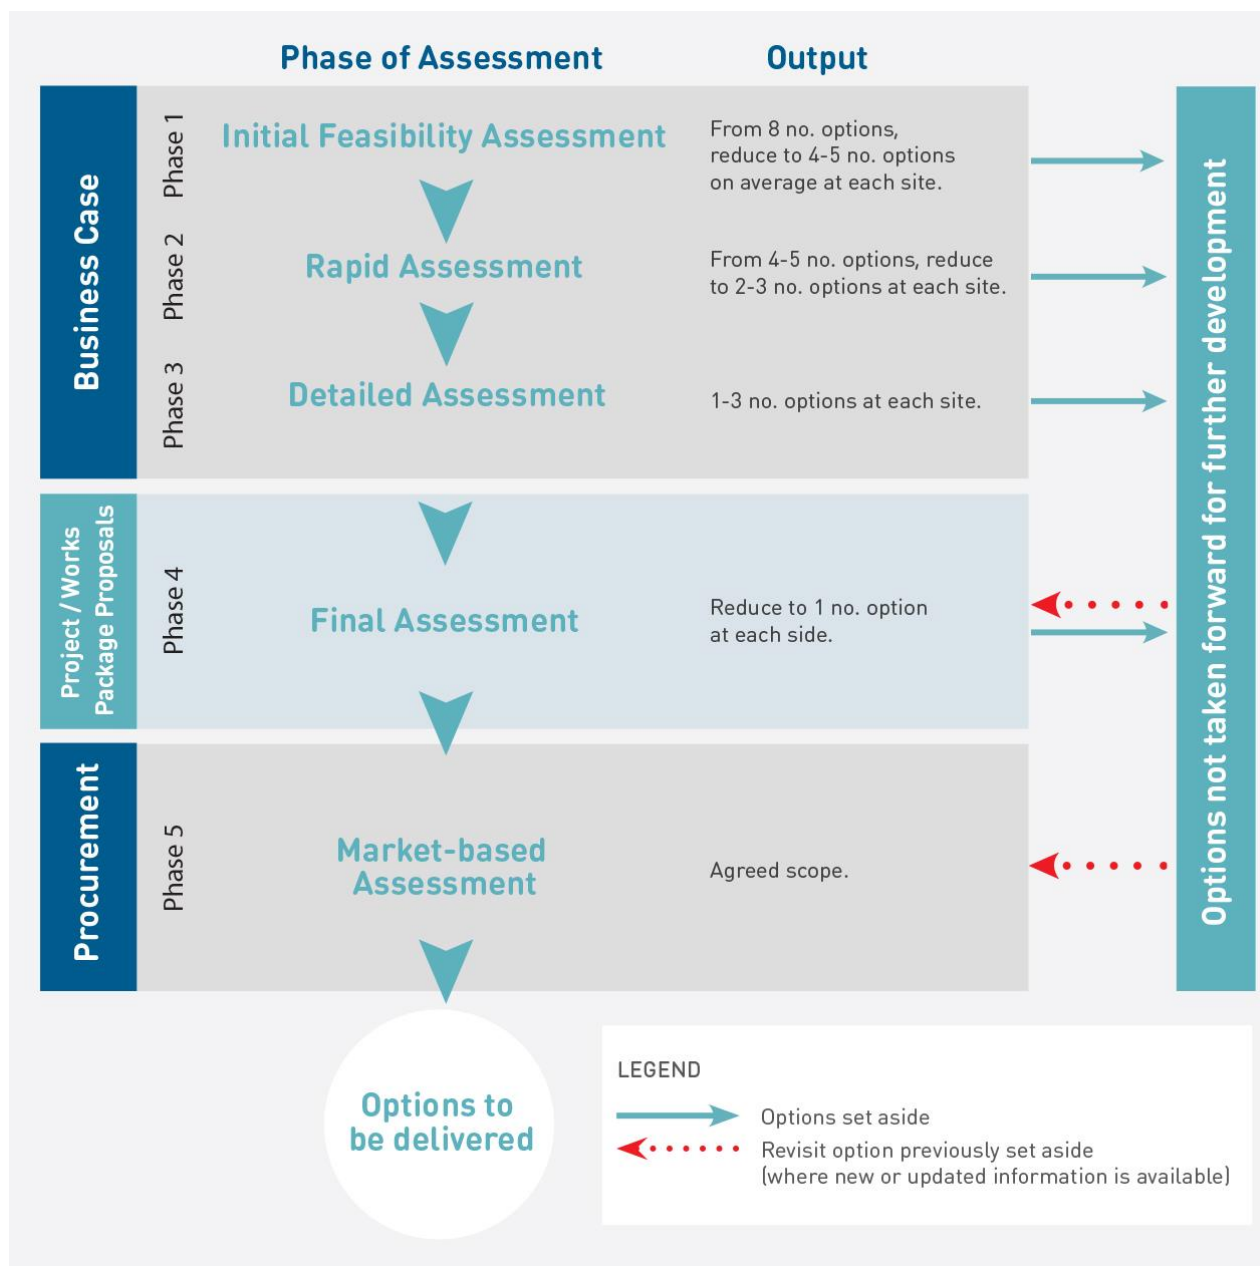 Phase of Assessment
Output
Business Case
Phase 1
Initial Feasibility Assessment
From 8 no. options,
reduce to 4-5 no. options
on average at each site.
Phase 2
Rapid Assessment
From 4-5 no. options, reduce
to 2-3 no. options at each site.
Phase 3
Detailed Assessment
1-3 no. options at each site.
Project / Works
Package Proposals
Phase 4
Final Assessment
Reduce to 1 no. option
at each side.
Procurement
Phase 5
Market-based
Assessment
Agreed scope.
Options not taken forward for further development
Options to
be delivered
LEGEND
Options set aside
Revisit option previously set aside
(where new or updated information is available)